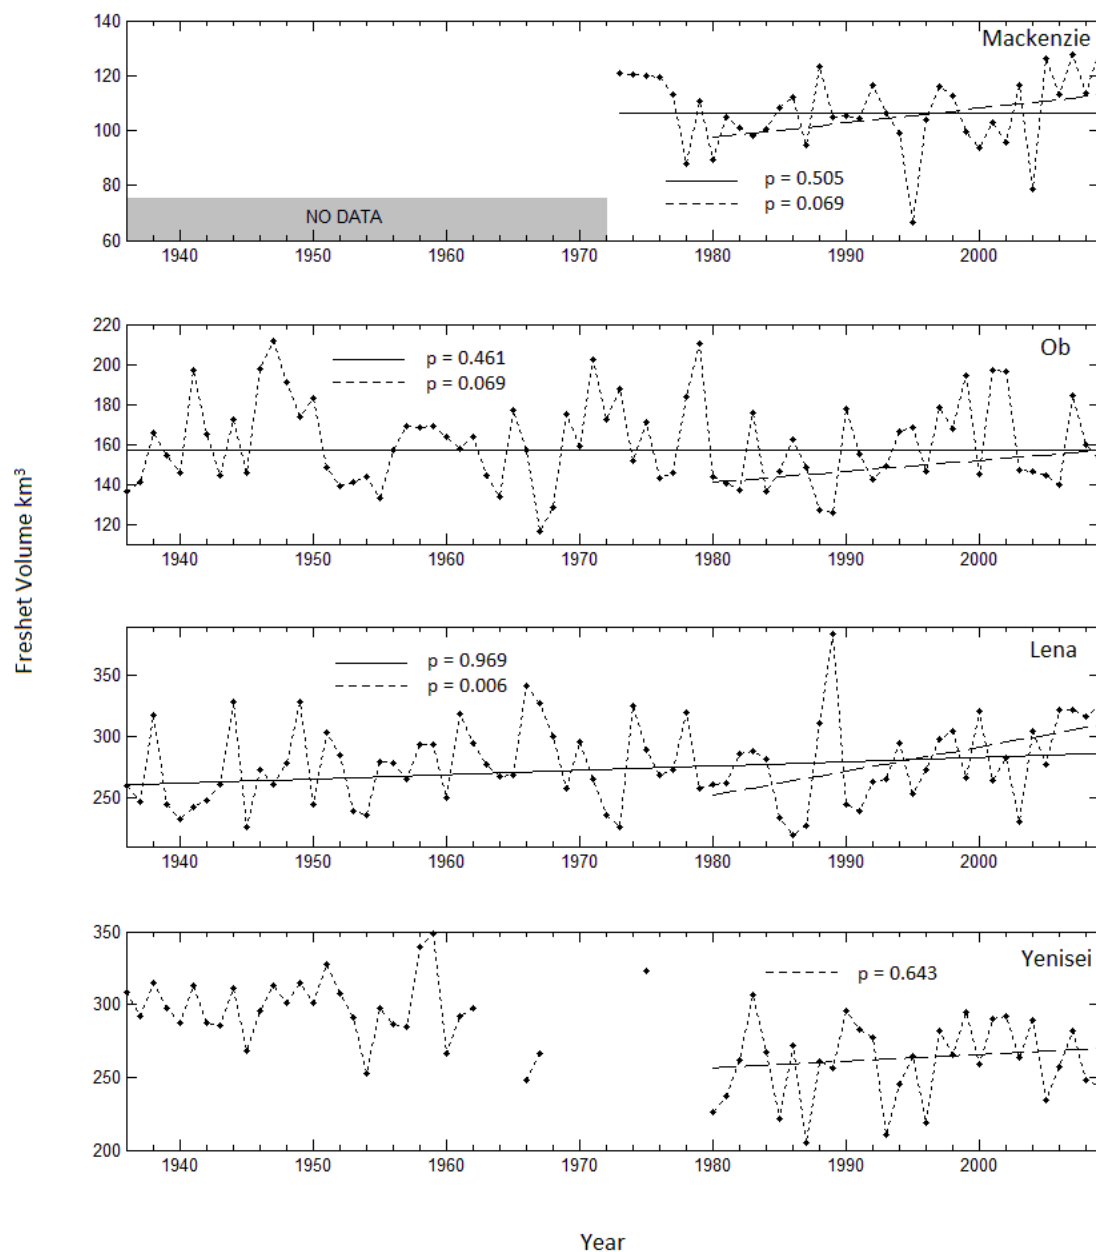 Freshet Volume km³
140
120
100
80
60
Mackenzie
p = 0.505
p = 0.069
NO DATA
1940 1950 1960 1970 1980 1990 2000
220
200
180
160
140
120
Ob
p = 0.461
p = 0.069
1940 1950 1960 1970 1980 1990 2000
350
300
250
Lena
p = 0.969
p = 0.006
1940 1950 1960 1970 1980 1990 2000
350
300
250
200
Yenisei
p = 0.643
1940 1950 1960 1970 1980 1990 2000
Year